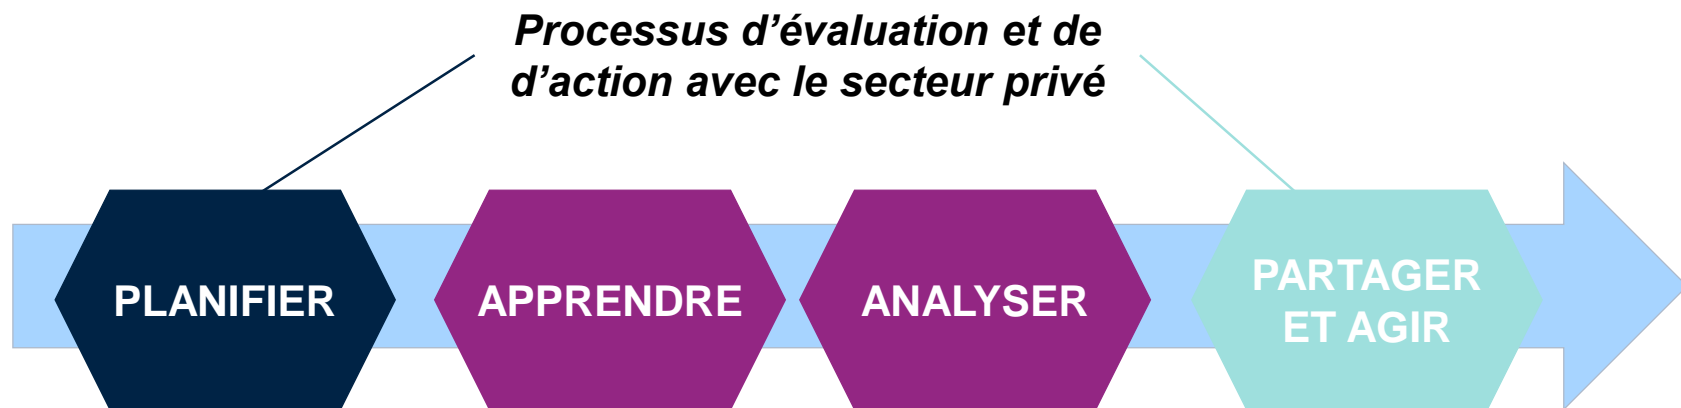 Processus d’évaluation et de
d’action avec le secteur privé
PLANIFIER
APPRENDRE
ANALYSER
PARTAGER
ET AGIR